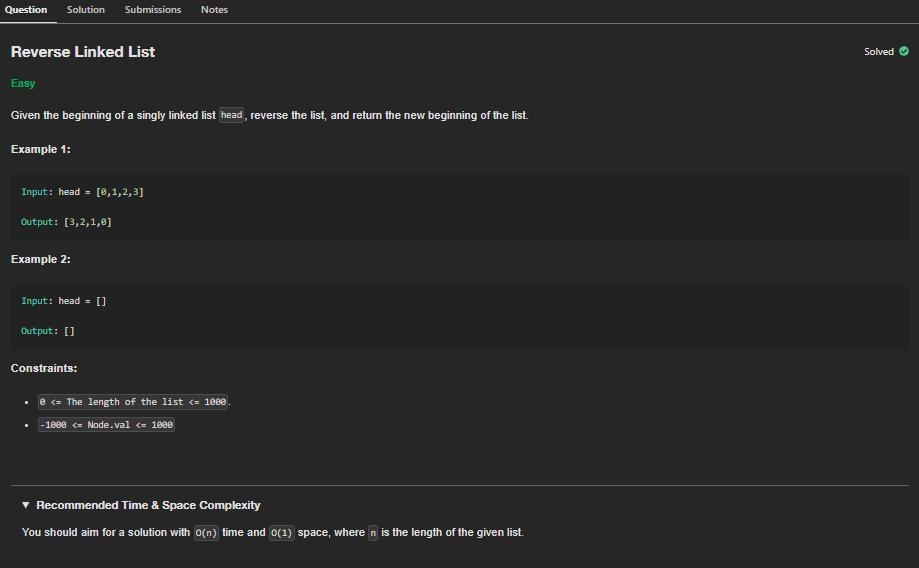 Question Solution Submissions Notes
Reverse Linked List
Solved
Easy
Given the beginning of a singly linked list head, reverse the list, and return the new beginning of the list.
Example 1:
Input: head = [0,1,2,3]
Output: [3,2,1,0]
Example 2:
Input: head = []
Output: []
Constraints:
0 <= The length of the list <= 1000.
-1000 <= Node.val <= 1000
Recommended Time & Space Complexity
You should aim for a solution with O(n) time and O(1) space, where n is the length of the given list.